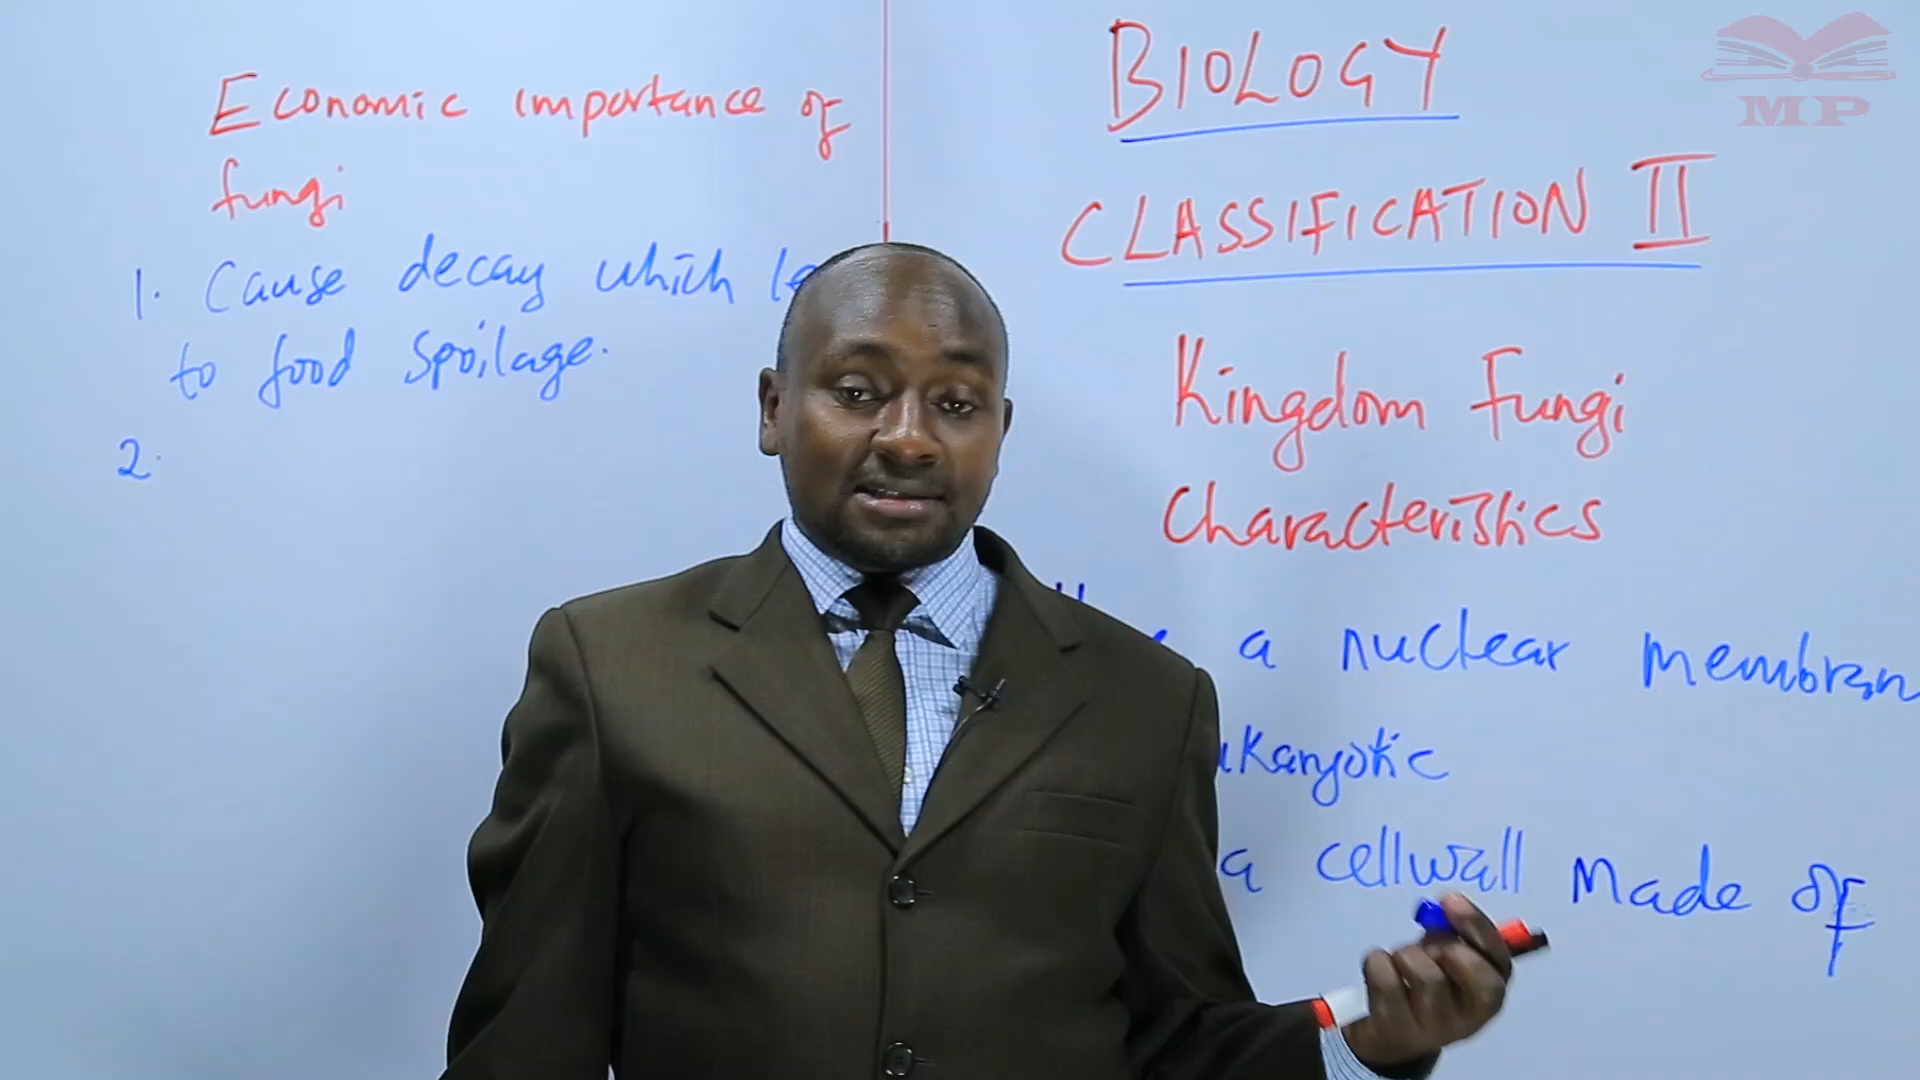 Economic importance of
fungi
1. Cause decay which
to food spoilage.
2.
BIOLOGY
CLASSIFICATION II
Kingdom Fungi
Characteristics
a nuclear membran
ukaryotic
a cellwall made of
MP